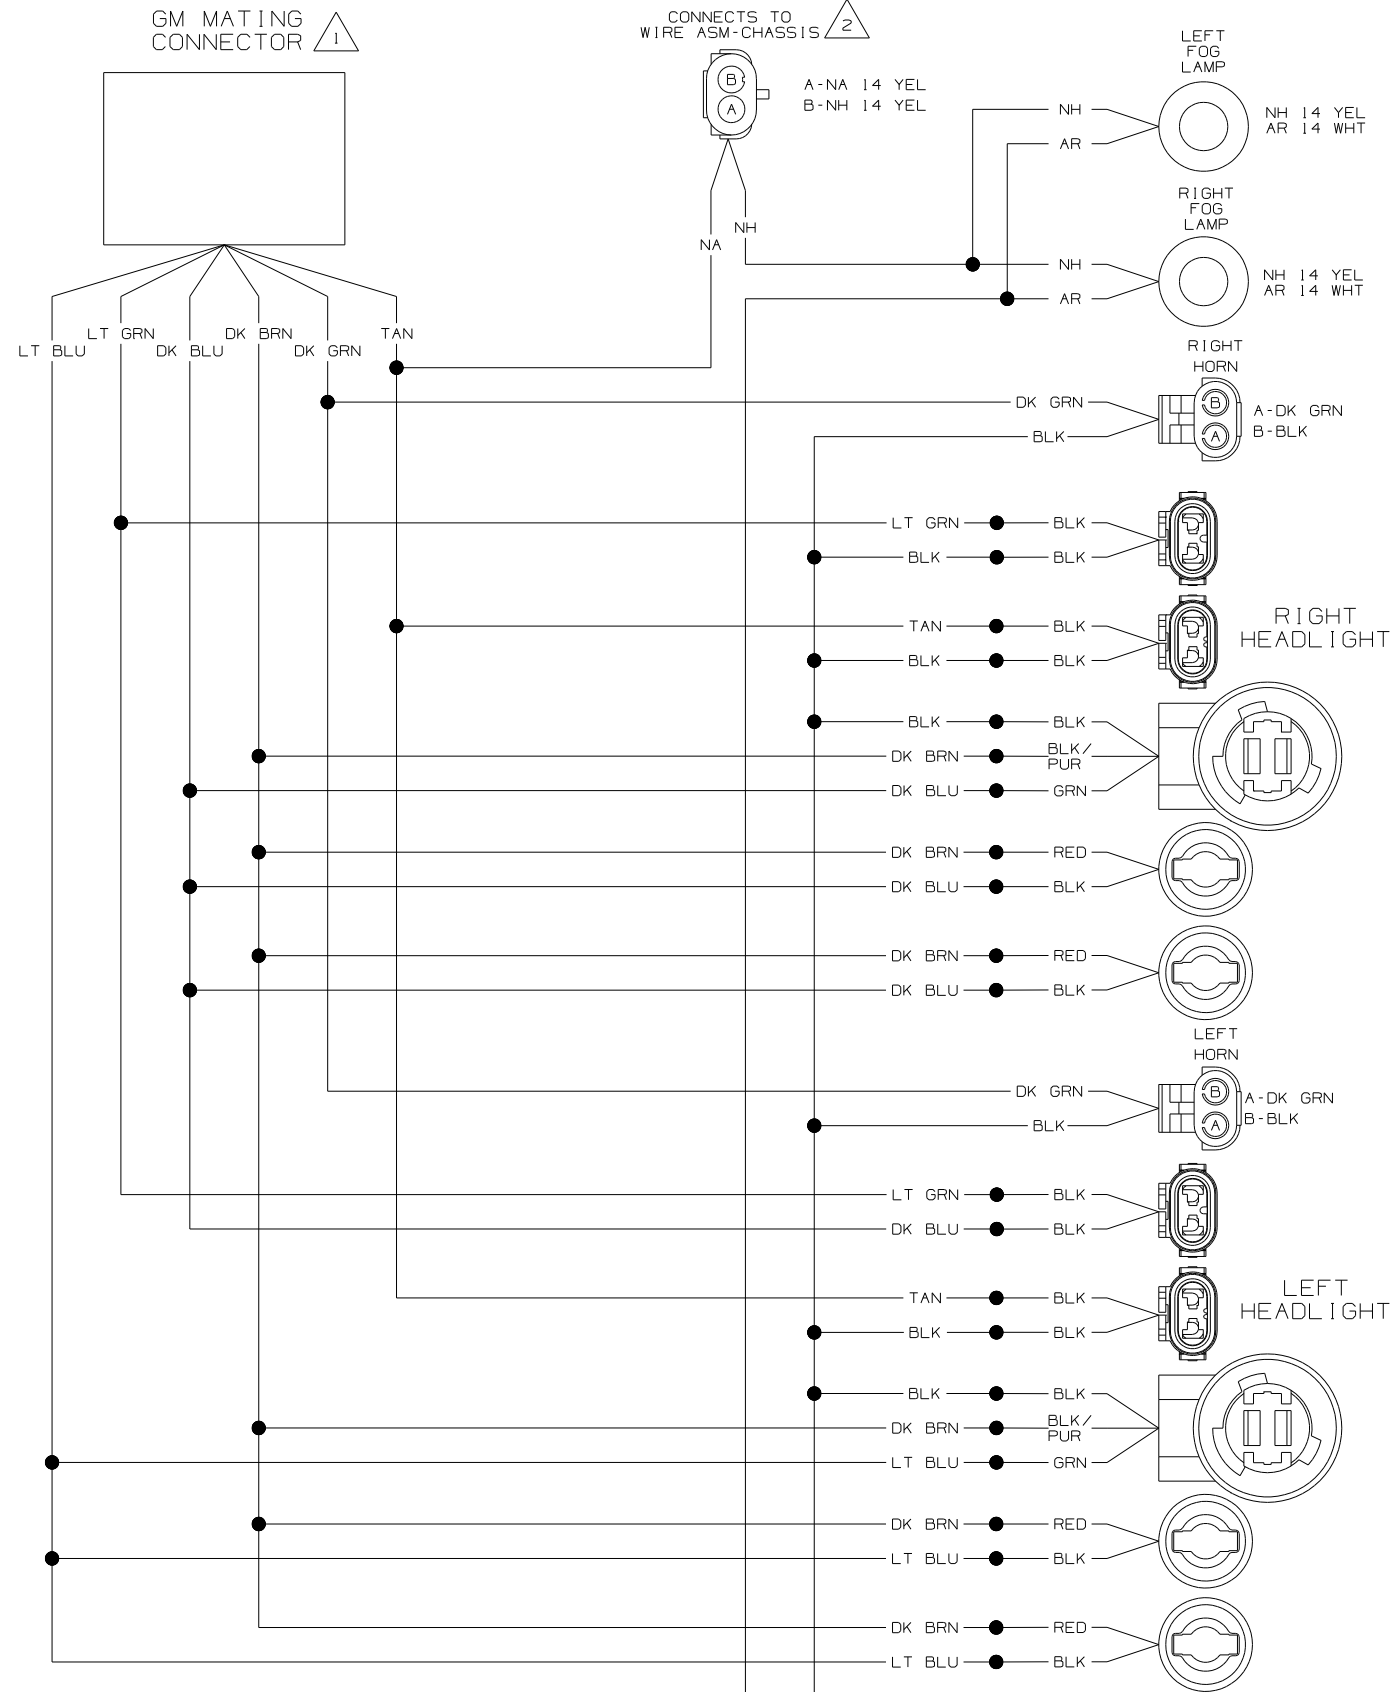 GM MATING
CONNECTOR
1
CONNECTS TO
WIRE ASM-CHASSIS
2
B
A
A-NA 14 YEL
B-NH 14 YEL
LEFT
FOG
LAMP
NH
AR
NH 14 YEL
AR 14 WHT
RIGHT
FOG
LAMP
NA
NH
NH
AR
NH 14 YEL
AR 14 WHT
LT BLU
LT GRN
DK BLU
DK BRN
DK GRN
TAN
RIGHT
HORN
DK GRN
BLK
B
A
A-DK GRN
B-BLK
LT GRN
BLK
BLK
BLK
TAN
BLK
BLK
BLK
RIGHT
HEADLIGHT
BLK
BLK
DK BRN
BLK/
PUR
DK BLU
GRN
DK BRN
RED
DK BLU
BLK
DK BRN
RED
DK BLU
BLK
LEFT
HORN
DK GRN
BLK
B
A
A-DK GRN
B-BLK
LT GRN
BLK
DK BLU
BLK
TAN
BLK
BLK
BLK
LEFT
HEADLIGHT
BLK
BLK
DK BRN
BLK/
PUR
LT BLU
GRN
DK BRN
RED
LT BLU
BLK
DK BRN
RED
LT BLU
BLK